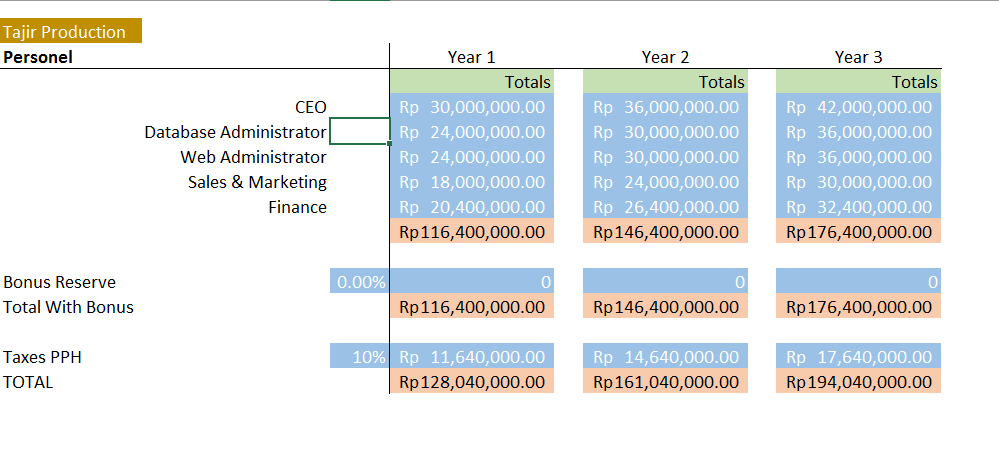 Tajir Production
Personel Year 1 Year 2 Year 3
Totals Totals Totals
CEO Rp 30,000,000.00 Rp 36,000,000.00 Rp 42,000,000.00
Database Administrator Rp 24,000,000.00 Rp 30,000,000.00 Rp 36,000,000.00
Web Administrator Rp 24,000,000.00 Rp 30,000,000.00 Rp 36,000,000.00
Sales & Marketing Rp 18,000,000.00 Rp 24,000,000.00 Rp 30,000,000.00
Finance Rp 20,400,000.00 Rp 26,400,000.00 Rp 32,400,000.00
Rp116,400,000.00 Rp146,400,000.00 Rp176,400,000.00
Bonus Reserve 0.00% 0 0 0
Total With Bonus Rp116,400,000.00 Rp146,400,000.00 Rp176,400,000.00
Taxes PPH 10% Rp 11,640,000.00 Rp 14,640,000.00 Rp 17,640,000.00
TOTAL Rp128,040,000.00 Rp161,040,000.00 Rp194,040,000.00